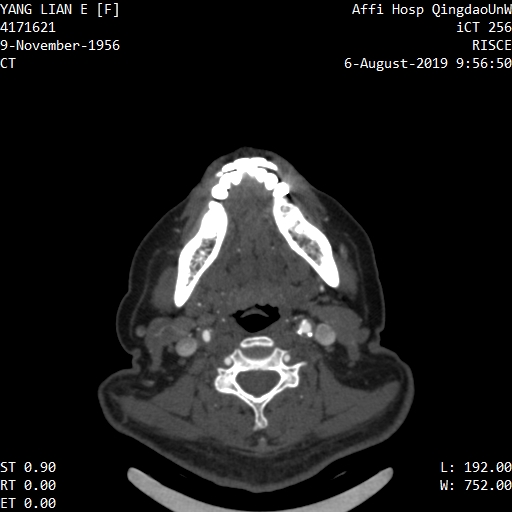 YANG LIAN E [F]
4171621
9-November-1956
CT
Affi Hosp QingdaoUnW
iCT 256
RISCE
6-August-2019 9:56:50
ST 0.90
RT 0.00
ET 0.00
L: 192.00
W: 752.00